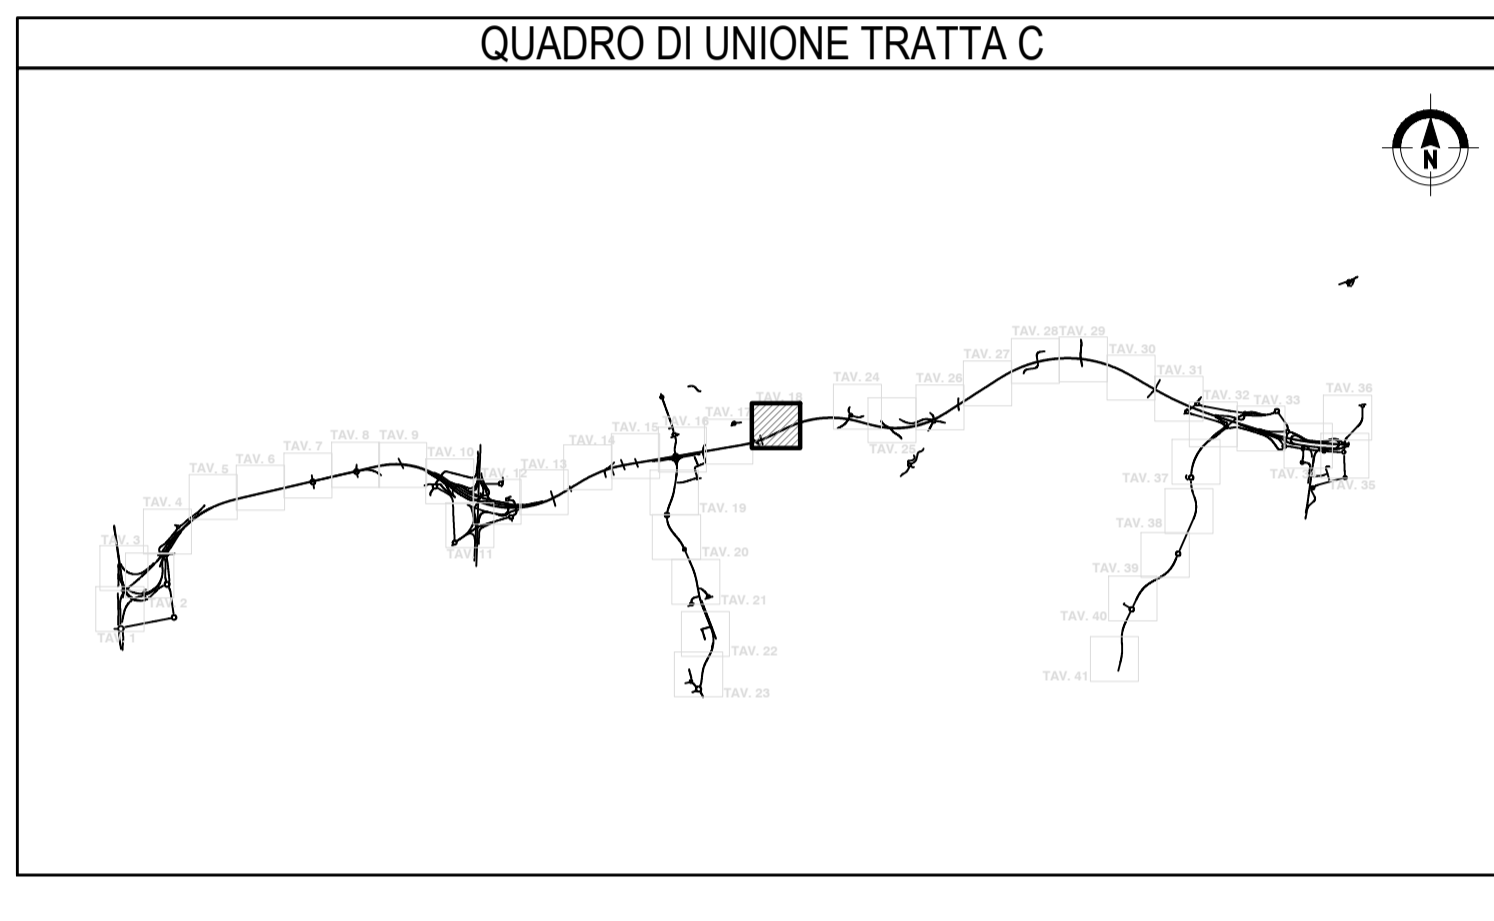 QUADRO DI UNIONE TRATTA C
N
TAV. 28
TAV. 29
TAV. 30
TAV. 27
TAV. 31
TAV. 24
TAV. 26
TAV. 36
TAV. 18
TAV. 32
TAV. 33
TAV. 17
TAV. 16
TAV. 15
TAV. 8
TAV. 9
TAV. 14
TAV. 25
TAV. 7
TAV. 10
TAV. 6
TAV. 13
TAV. 5
TAV. 12
TAV. 37
TAV. 35
TAV. 4
TAV. 19
TAV. 38
TAV. 3
TAV. 11
TAV. 20
TAV. 39
TAV. 2
TAV. 21
TAV. 40
TAV. 1
TAV. 22
TAV. 41
TAV. 23